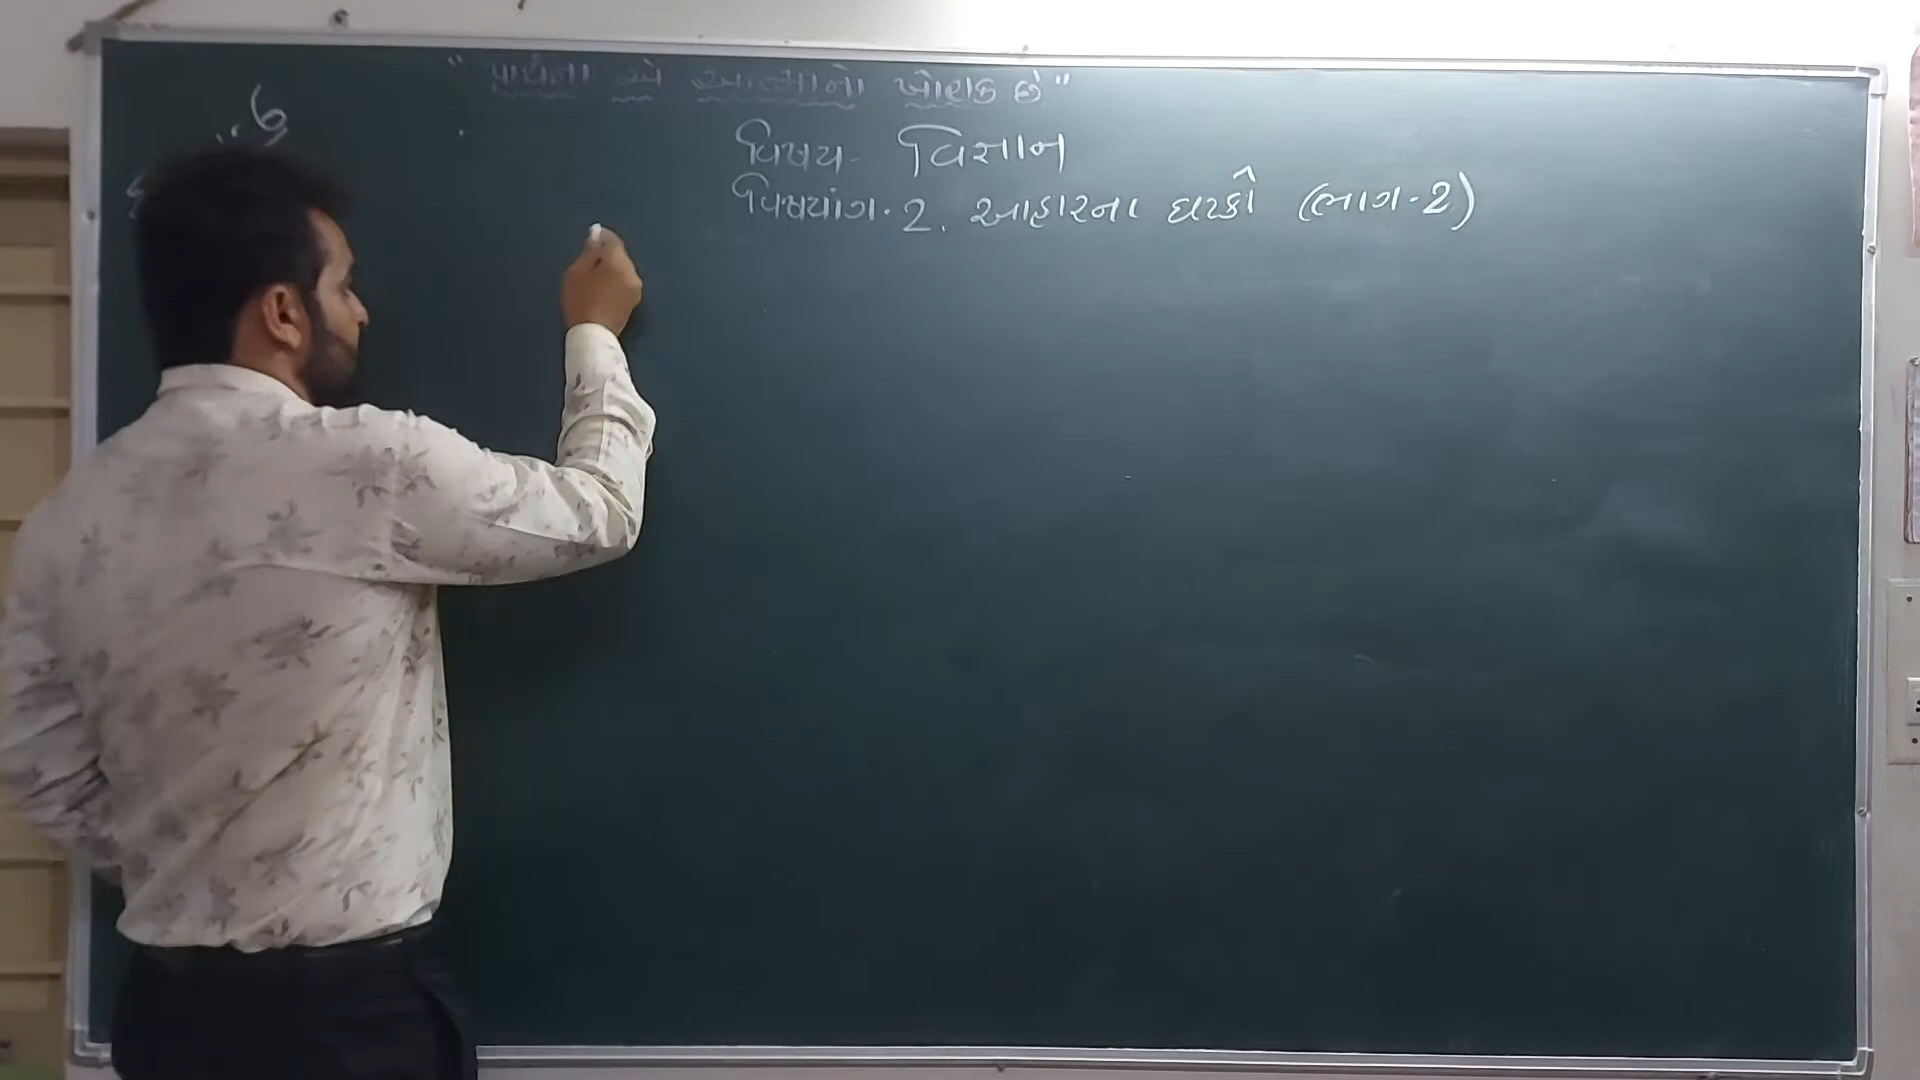 " પ્રાર્થના એ આત્માનો ખોરાક છે"
વિષય - વિજ્ઞાન
વિષયાંગ. 2. આહારના ઘટકો (ભાગ-2)